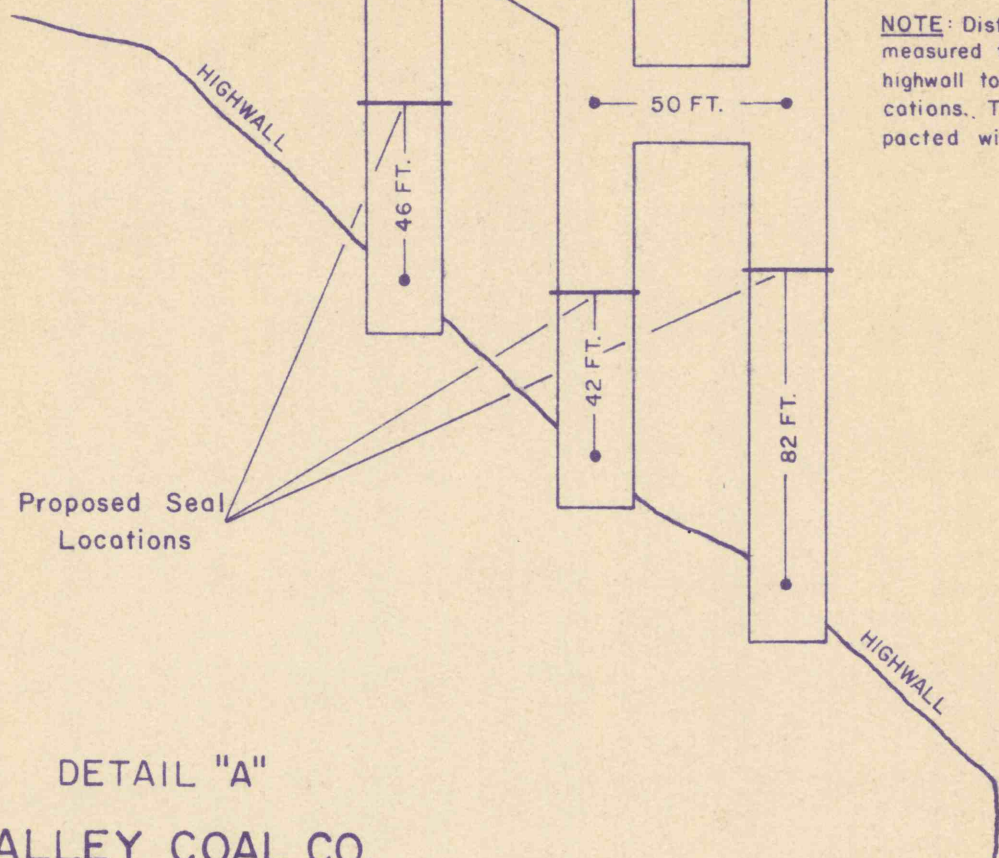 NOTE: Dist
measured
highwall to
cations.. T
pacted wi
HIGHWALL
50 FT.
46 FT.
42 FT.
82 FT.
Proposed Seal
Locations
HIGHWALL
DETAIL "A"
ALLEY COAL CO